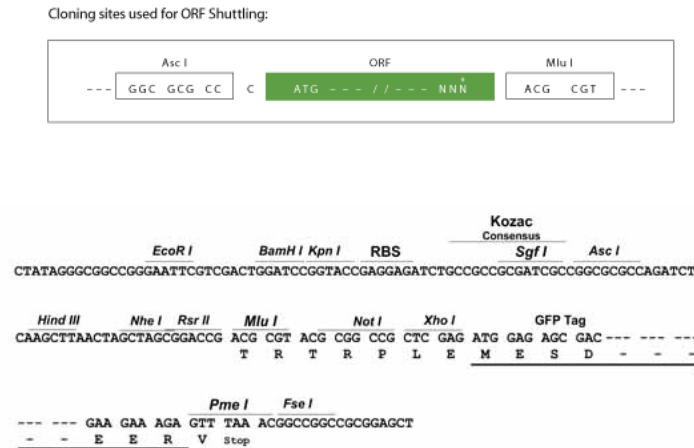 Cloning sites used for ORF Shuttling:
Asc I ORF Mlu I
--- GGC GCG CC C ATG --- // --- NNN* ACG CGT ---
Kozac
Consensus
EcoR I BamH I Kpn I RBS Sgf I Asc I
CTATAGGGCGGCCGGGAATTCGTCGACTGGATCCGGTACCGAGGAGATCTGCCGCCGCGATCGCCGGCGCGCCAGATCT
Hind III Nhe I Rsr II Mlu I Not I Xho I GFP Tag
CAAGCTTAACTAGCTAGCGGACCG ACG CGT ACG CGG CCG CTC GAG ATG GAG AGC GAC --- --- ---
T R T R P L E M E S D - - -
Pme I Fse I
--- --- GAA GAA AGA GTT TAA ACGGCCGGCCGCGGAGCT
- - E E R V Stop